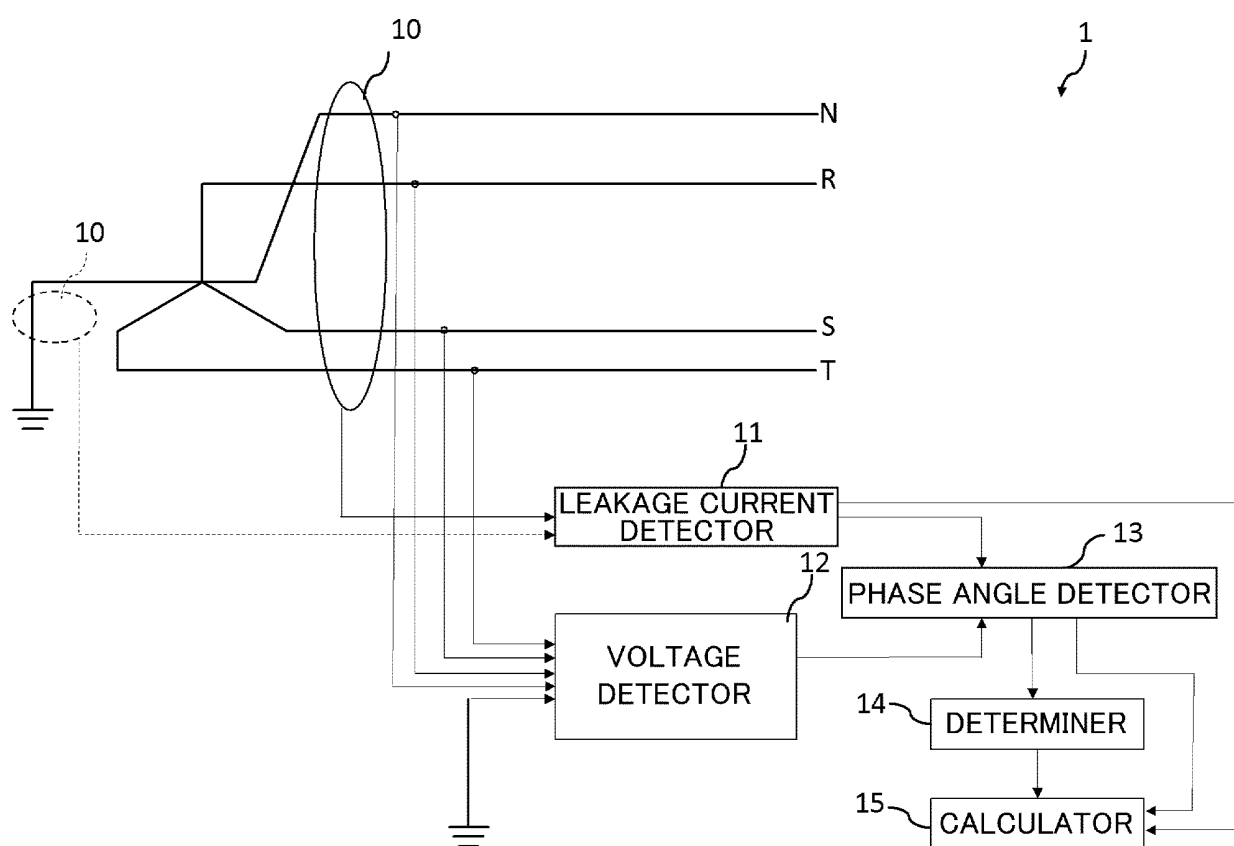 10
1
N
R
10
S
T
11
LEAKAGE CURRENT
DETECTOR
12
13
PHASE ANGLE DETECTOR
VOLTAGE
DETECTOR
14
DETERMINER
15
CALCULATOR